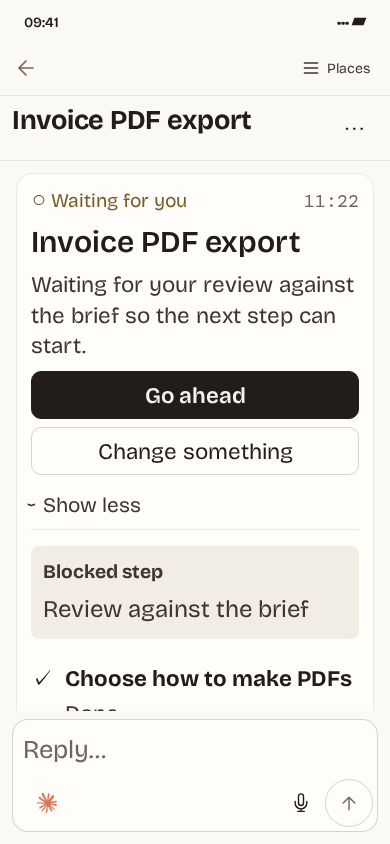 09:41
Places
Invoice PDF export
...
Waiting for you
11:22
Invoice PDF export
Waiting for your review against
the brief so the next step can
start.
Go ahead
Change something
Show less
Blocked step
Review against the brief
✓ Choose how to make PDFs
Done
Reply...